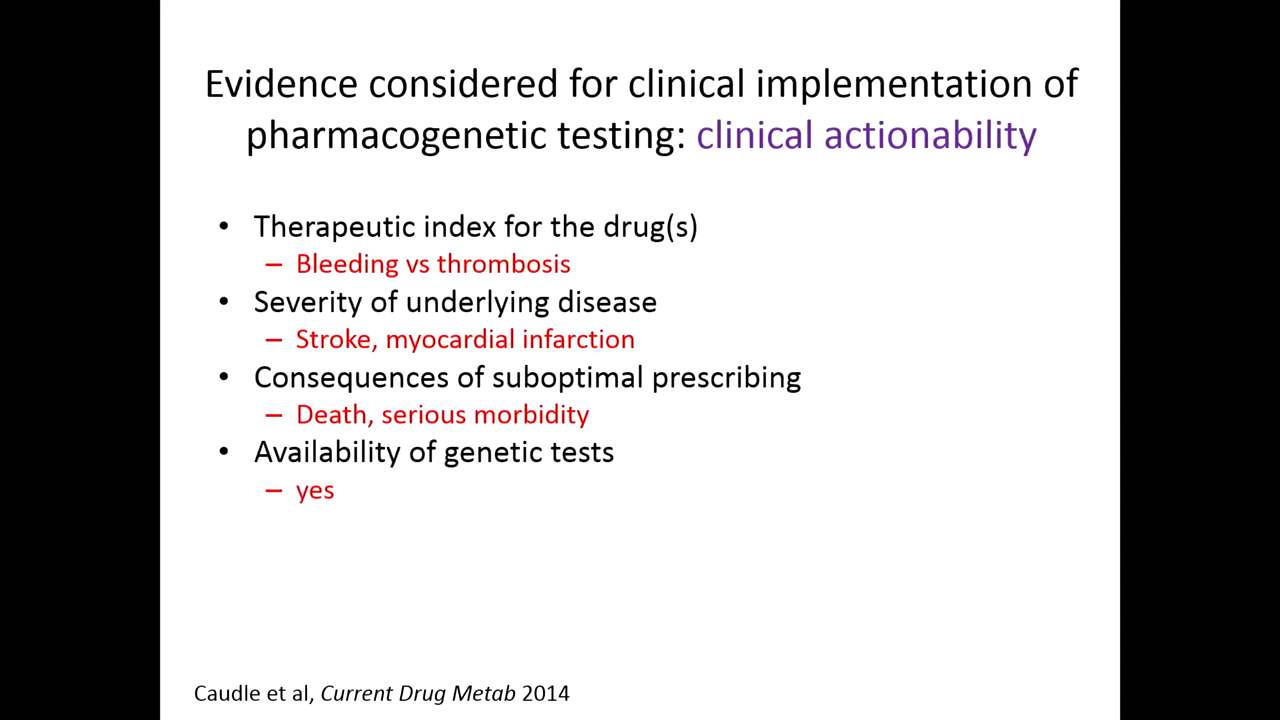 Evidence considered for clinical implementation of
pharmacogenetic testing: clinical actionability
• Therapeutic index for the drug(s)
– Bleeding vs thrombosis
• Severity of underlying disease
– Stroke, myocardial infarction
• Consequences of suboptimal prescribing
– Death, serious morbidity
• Availability of genetic tests
– yes
Caudle et al, Current Drug Metab 2014